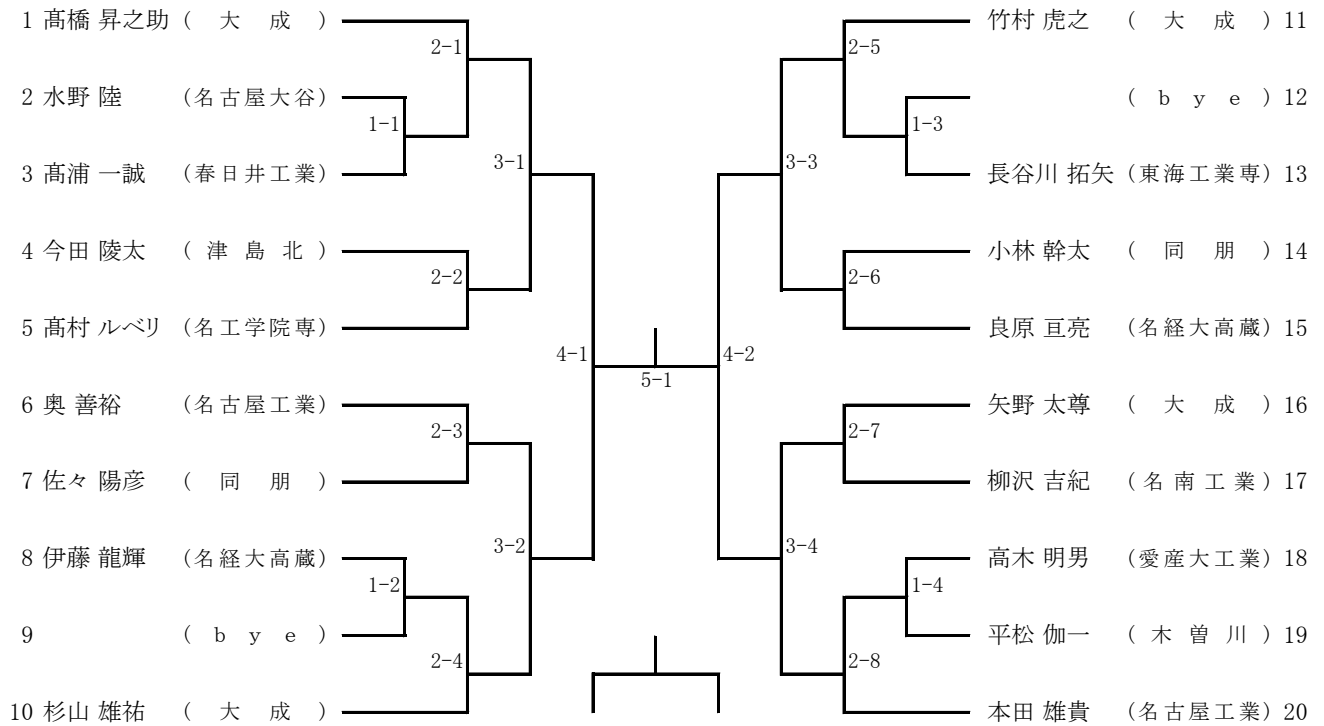 1 髙橋 昇之助 ( 大 成 )
2-1
2 水野 陸 (名古屋大谷)
1-1
3 髙浦 一誠 (春日井工業)
3-1
4 今田 陵太 ( 津 島 北 )
2-2
5 髙村 ルベリ (名工学院専)
4-1
6 奥 善裕 (名古屋工業)
2-3
7 佐々 陽彦 ( 同 朋 )
3-2
8 伊藤 龍輝 (名経大高蔵)
1-2
9 ( b y e )
2-4
10 杉山 雄祐 ( 大 成 )
5-1
竹村 虎之 ( 大 成 ) 11
2-5
( b y e ) 12
1-3
3-3
長谷川 拓矢 (東海工業専) 13
小林 幹太 ( 同 朋 ) 14
2-6
良原 亘亮 (名経大高蔵) 15
4-2
矢野 太尊 ( 大 成 ) 16
2-7
柳沢 吉紀 ( 名 南 工 業 ) 17
3-4
高木 明男 (愛産大工業) 18
1-4
平松 伽一 ( 木 曽 川 ) 19
2-8
本田 雄貴 (名古屋工業) 20